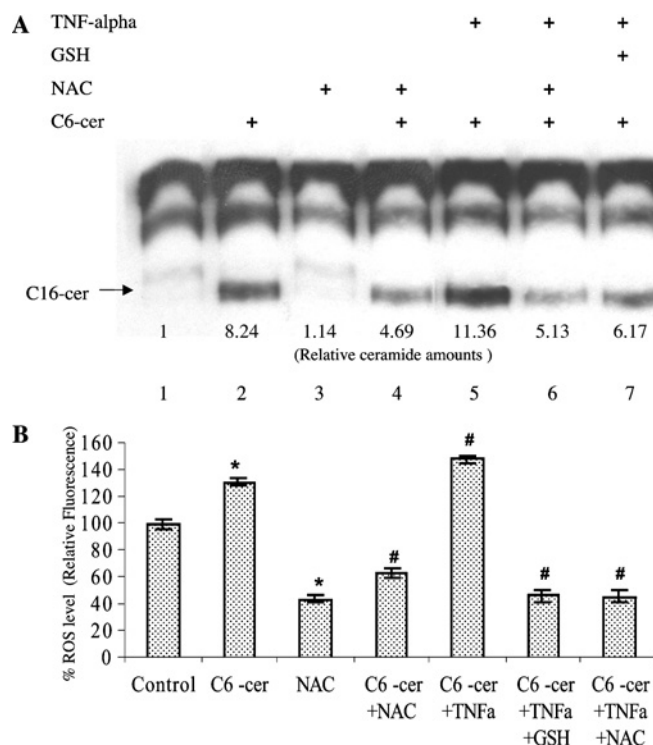 A
TNF-alpha + + +
GSH +
NAC + + +
C6-cer + + + + +
C16-cer
1 8.24 1.14 4.69 11.36 5.13 6.17
(Relative ceramide amounts )
1 2 3 4 5 6 7
B
% ROS level (Relative Fluorescence)
160
140
120
100
80
60
40
20
0
* * # # # #
Control C6 -cer NAC C6 -cer C6 -cer C6 -cer C6 -cer
+NAC +TNFa +TNFa +TNFa
+GSH +NAC